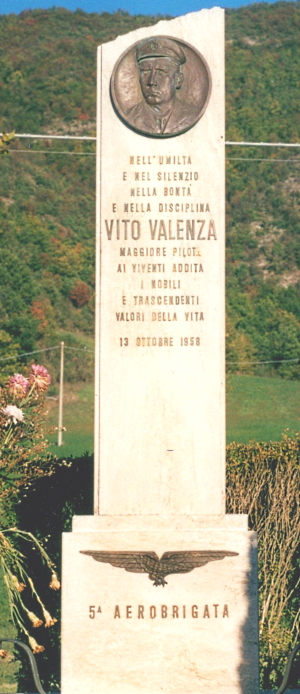 NELL'UMILTÀ
E NEL SILENZIO
NELLA BONTÀ
E NELLA DISCIPLINA
VITO VALENZA
MAGGIORE PILOTA
AI VIVENTI ADDITA
I NOBILI
E TRASCENDENTI
VALORI DELLA VITA
13 OTTOBRE 1958
5ᴬ AEROBRIGATA